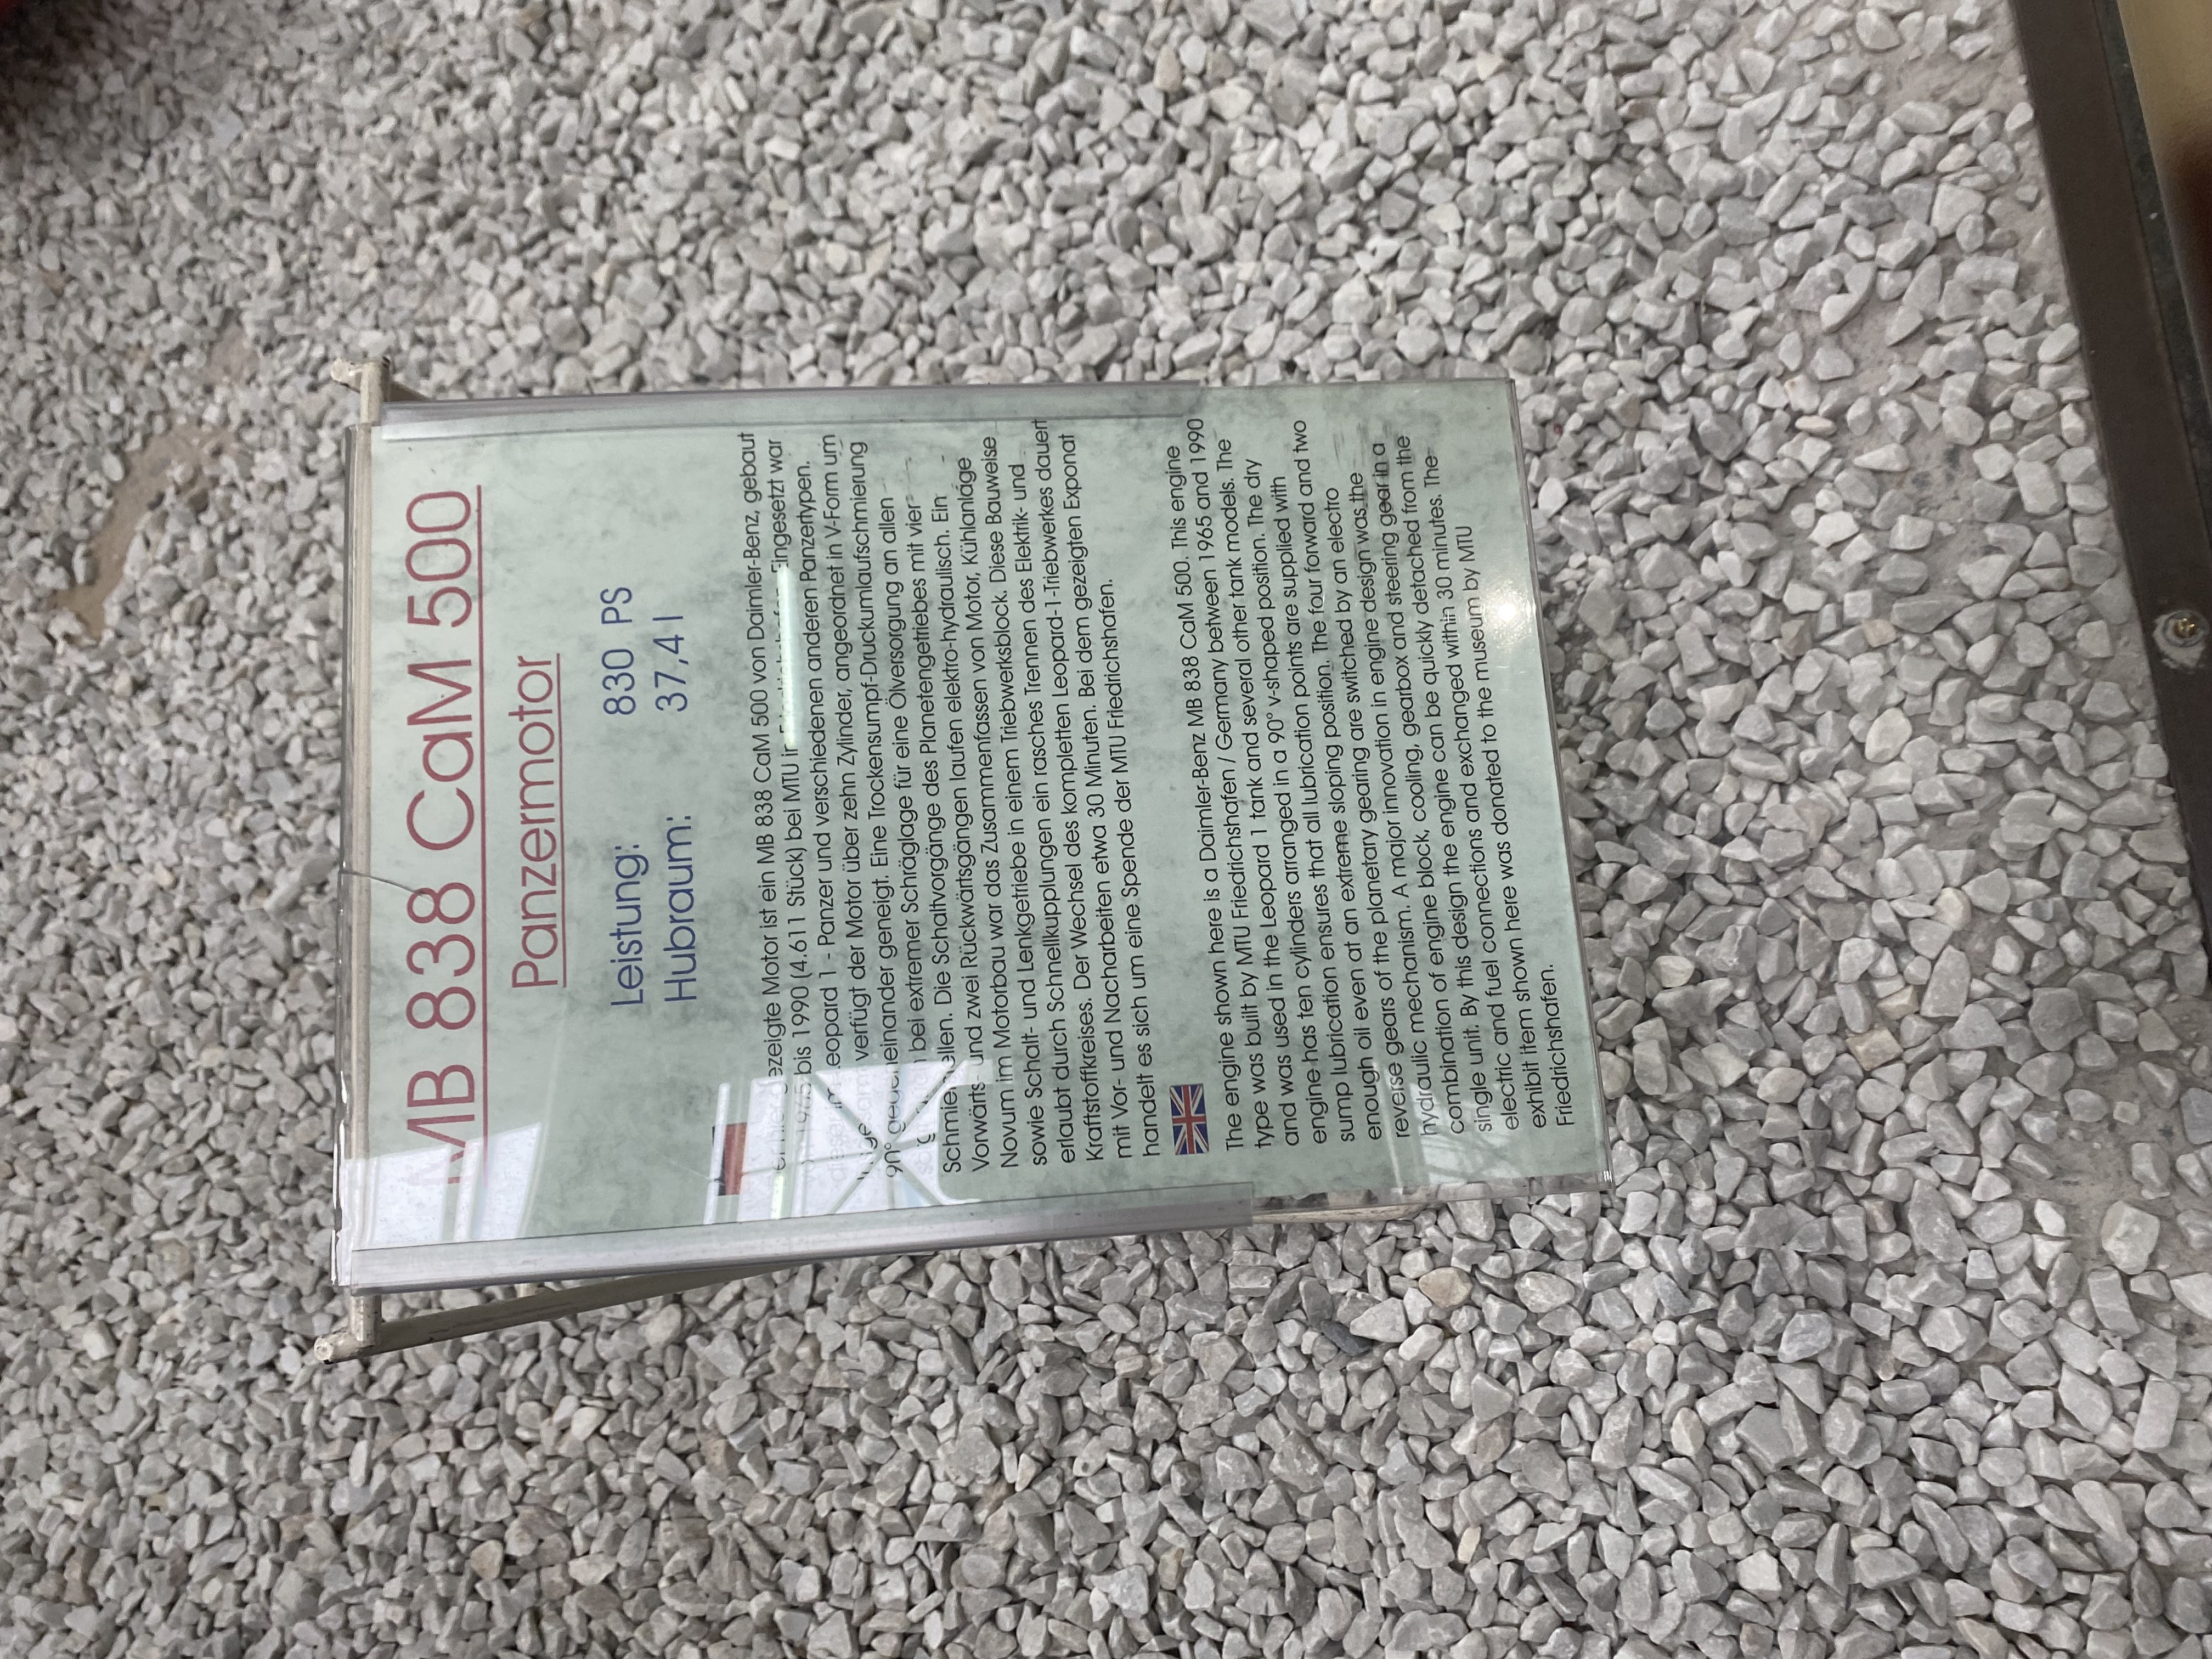 MB 838 CaM 500
Panzermotor
Leistung: 830 PS
Hubraum: 37,4 l
gezeigte Motor ist ein MB 838 CaM 500 von Daimler-Benz, gebaut
bis 1990 (4.611 Stück) bei MTU in Eingesetzt war
Leopard 1 - Panzer und verschiedenen anderen Panzertypen.
verfügt der Motor über zehn Zylinder, angeordnet in V-Form um
90° geneigt. Eine Trockensumpf-Druckumlaufschmierung
bei extremer Schräglage für eine Ölversorgung an allen
Schmierstellen. Die Schaltvorgänge des Planetengetriebes mit vier
Vorwärts- und zwei Rückwärtsgängen laufen elektro-hydraulisch. Ein
Novum im Motorbau war das Zusammenfassen von Motor, Kühlanlage
sowie Schalt- und Lenkgetriebe in einem Triebwerksblock. Diese Bauweise
erlaubt durch Schnellkupplungen ein rasches Trennen des Elektrik- und
Kraftstoffkreises. Der Wechsel des kompletten Leopard-1-Triebwerkes dauert
mit Vor- und Nacharbeiten etwa 30 Minuten. Bei dem gezeigten Exponat
handelt es sich um eine Spende der MTU Friedrichshafen.
The engine shown here is a Daimler-Benz MB 838 CaM 500. This engine
type was built by MTU Friedrichshafen / Germany between 1965 and 1990
and was used in the Leopard 1 tank and several other tank models. The
engine has ten cylinders arranged in a 90° v-shaped position. The dry
sump lubrication ensures that all lubrication points are supplied with
enough oil even at an extreme sloping position. The four forward and two
reverse gears of the planetary gearing are switched by an electro
hydraulic mechanism. A major innovation in engine design was the
combination of engine block, cooling, gearbox and steering gear in a
single unit. By this design the engine can be quickly detached from the
electric and fuel connections and exchanged within 30 minutes. The
exhibit item shown here was donated to the museum by MTU
Friedrichshafen.